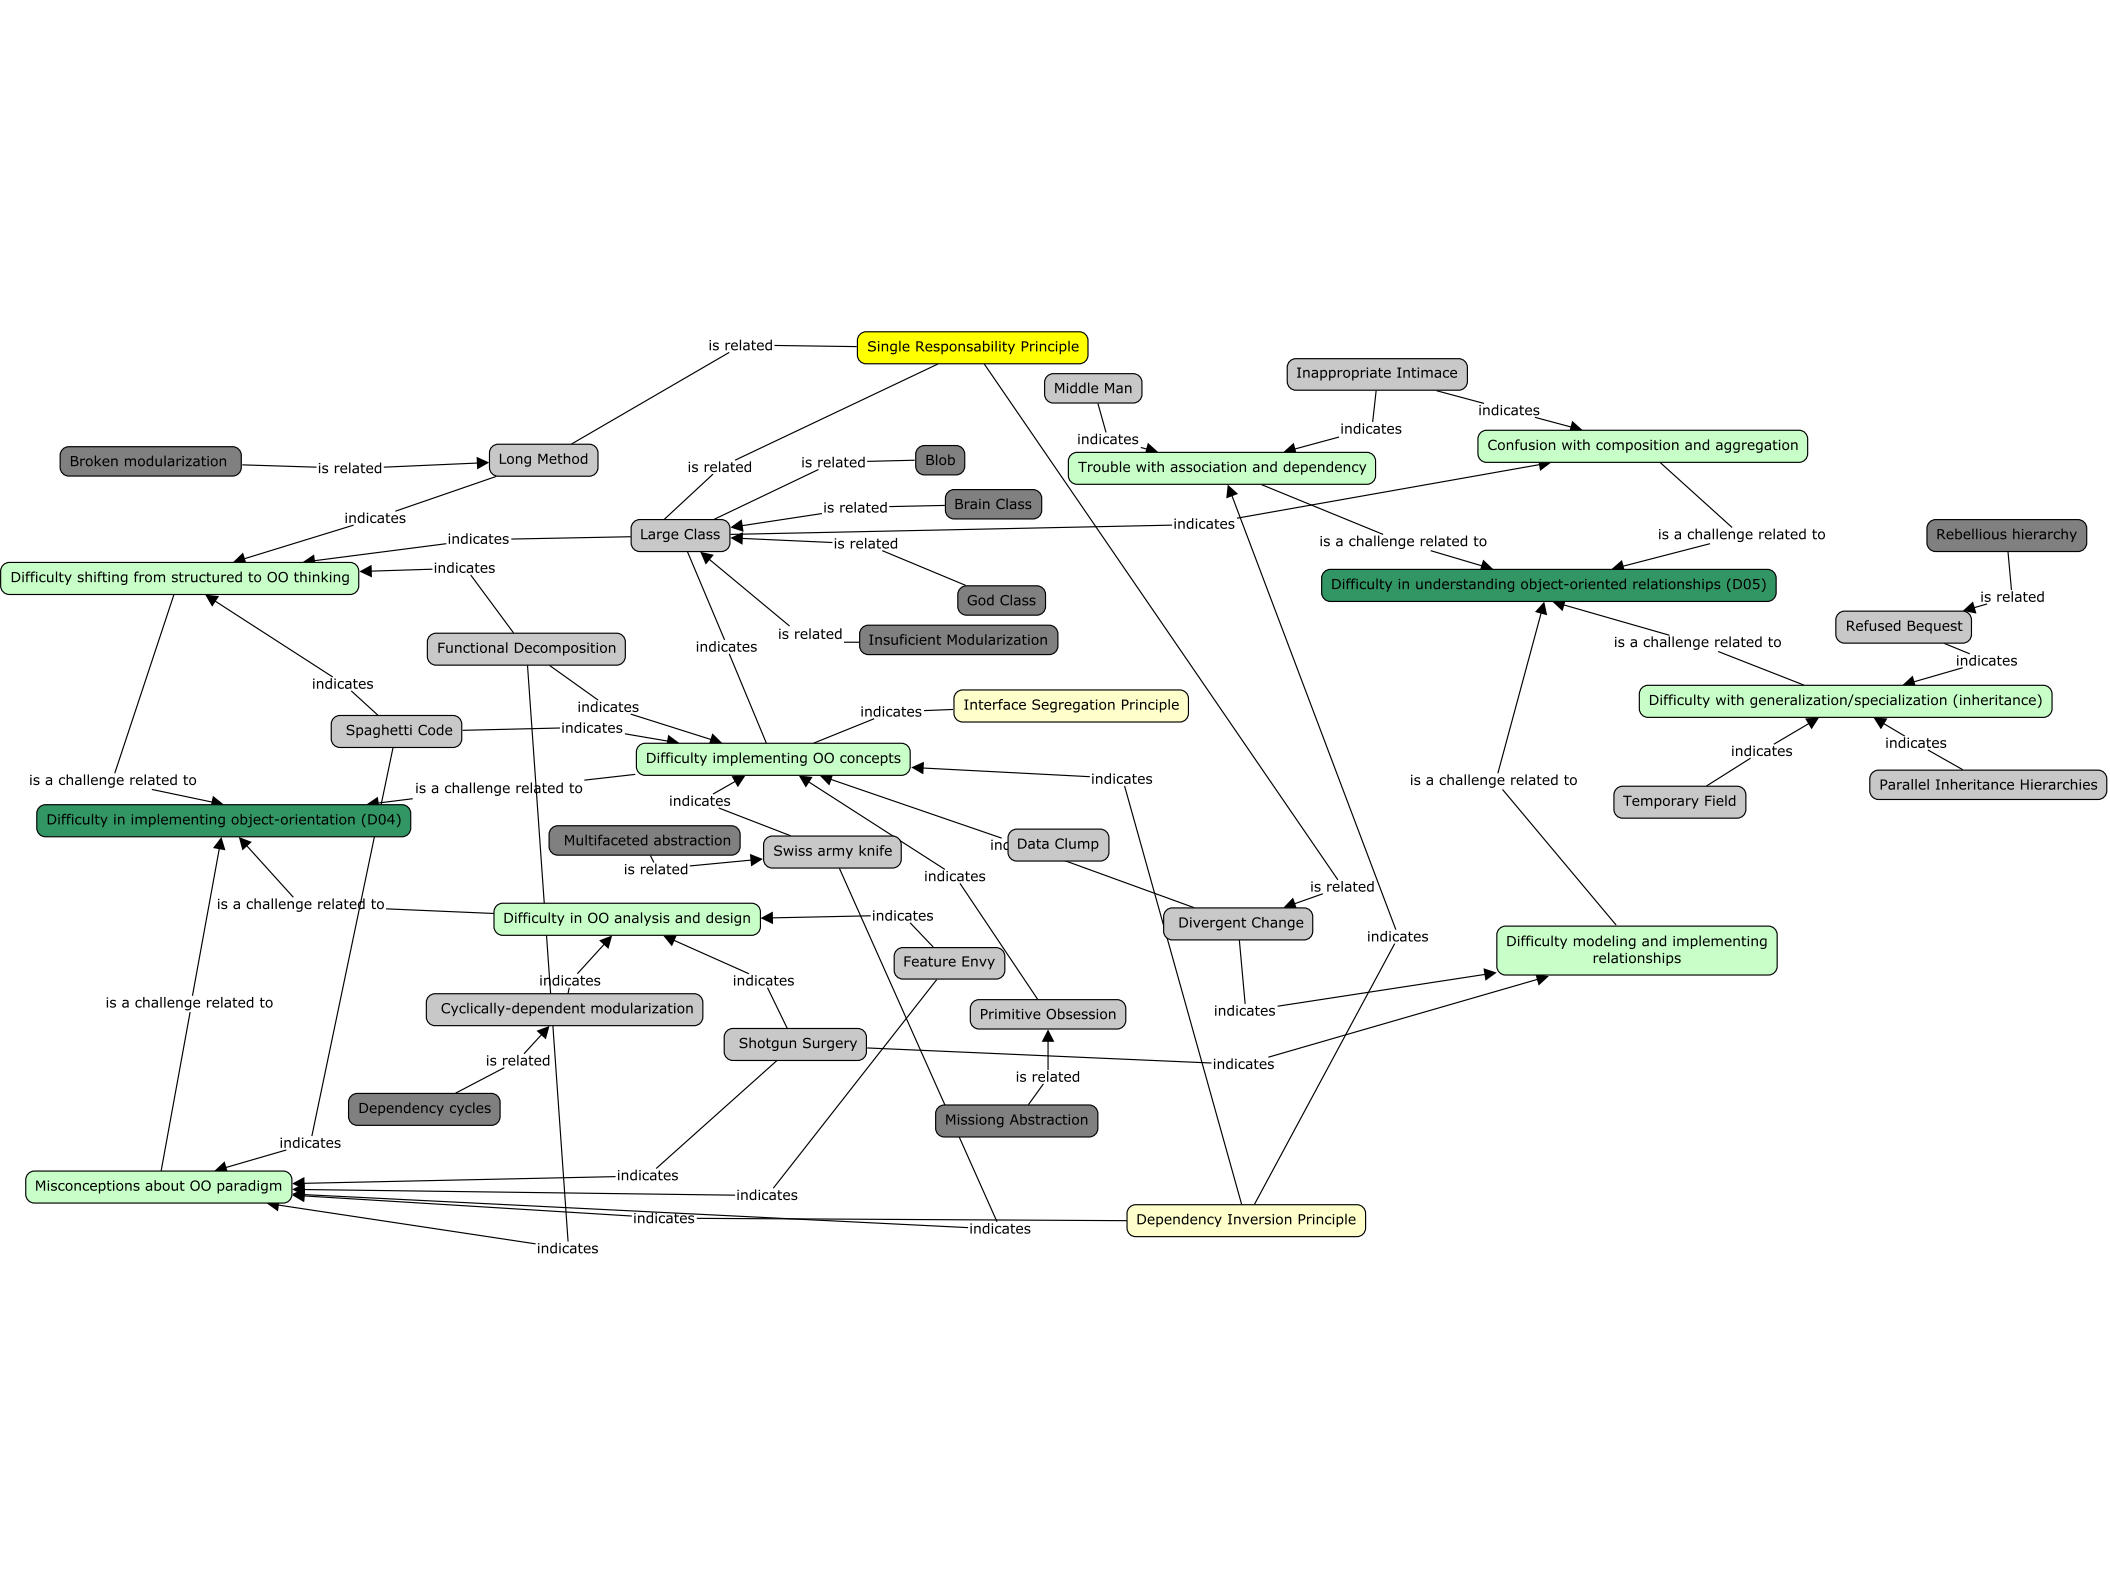 is related
Single Responsability Principle
Inappropriate Intimace
Middle Man
indicates
indicates
indicates
Confusion with composition and aggregation
Broken modularization
is related
Long Method
is related
is related
Blob
Trouble with association and dependency
Brain Class
is related
indicates
indicates
Large Class
indicates
is related
is a challenge related to
is a challenge related to
Rebellious hierarchy
indicates
Difficulty shifting from structured to OO thinking
Difficulty in understanding object-oriented relationships (D05)
God Class
is related
Refused Bequest
is related
Insuficient Modularization
Functional Decomposition
indicates
is a challenge related to
indicates
indicates
Difficulty with generalization/specialization (inheritance)
indicates
Interface Segregation Principle
indicates
Spaghetti Code
indicates
indicates
indicates
Difficulty implementing OO concepts
is a challenge related to
is a challenge related to
indicates
is a challenge related to
Parallel Inheritance Hierarchies
indicates
Temporary Field
Difficulty in implementing object-orientation (D04)
Multifaceted abstraction
Swiss army knife
Data Clump
is related
indicates
is related
is a challenge related to
Difficulty in OO analysis and design
indicates
Divergent Change
indicates
Difficulty modeling and implementing
relationships
Feature Envy
indicates
indicates
is a challenge related to
Cyclically-dependent modularization
Primitive Obsession
indicates
Shotgun Surgery
is related
indicates
is related
Dependency cycles
Missiong Abstraction
indicates
indicates
Misconceptions about OO paradigm
indicates
indicates
Dependency Inversion Principle
indicates
indicates